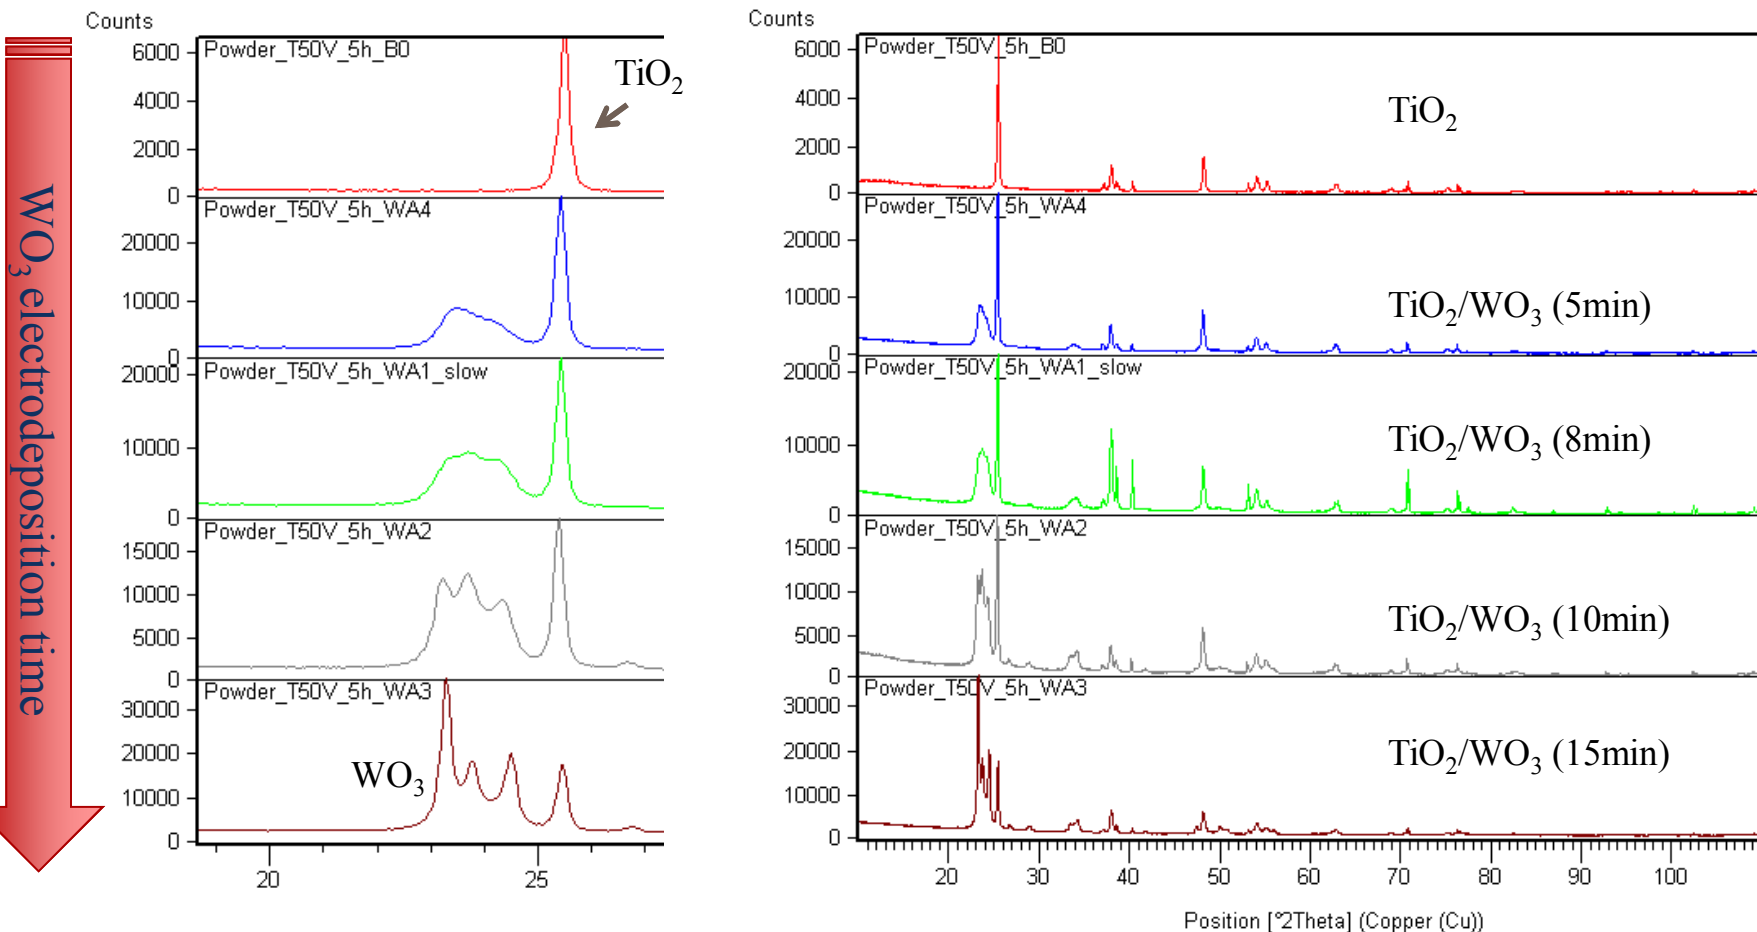 WO3 electrodeposition time
Counts
6000
4000
2000
0
Powder_T50V_5h_B0
TiO2
20000
10000
0
Powder_T50V_5h_WA4
20000
10000
0
Powder_T50V_5h_WA1_slow
15000
10000
5000
0
Powder_T50V_5h_WA2
30000
20000
10000
0
Powder_T50V_5h_WA3
WO3
20 25
Counts
6000
4000
2000
0
Powder_T50V_5h_B0
TiO2
20000
10000
0
Powder_T50V_5h_WA4
TiO2/WO3 (5min)
20000
10000
0
Powder_T50V_5h_WA1_slow
TiO2/WO3 (8min)
15000
10000
5000
0
Powder_T50V_5h_WA2
TiO2/WO3 (10min)
30000
20000
10000
0
Powder_T50V_5h_WA3
TiO2/WO3 (15min)
20 30 40 50 60 70 80 90 100
Position [°2Theta] (Copper (Cu))